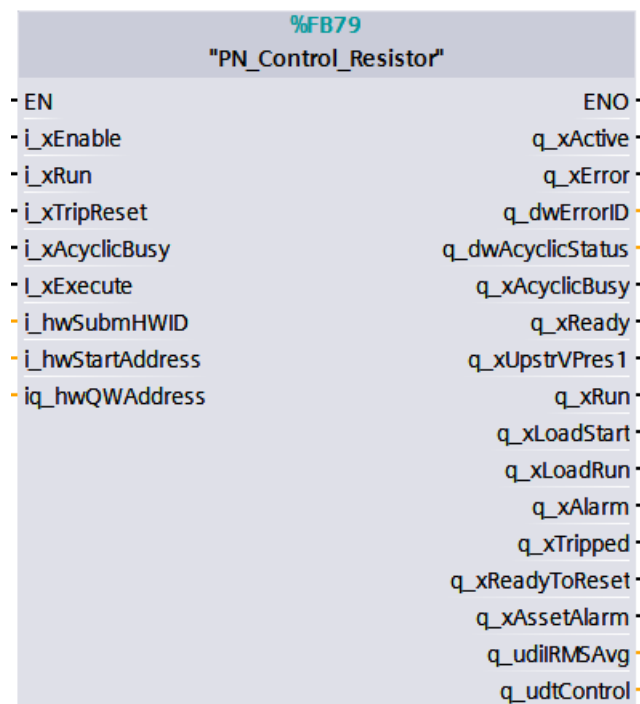 %FB79
"PN_Control_Resistor"
EN ENO
i_xEnable q_xActive
i_xRun q_xError
i_xTripReset q_dwErrorID
i_xAcyclicBusy q_dwAcyclicStatus
I_xExecute q_xAcyclicBusy
i_hwSubmHWID q_xReady
i_hwStartAddress q_xUpstrVPres1
iq_hwQWAddress q_xRun
q_xLoadStart
q_xLoadRun
q_xAlarm
q_xTripped
q_xReadyToReset
q_xAssetAlarm
q_udiIRMSAvg
q_udtControl